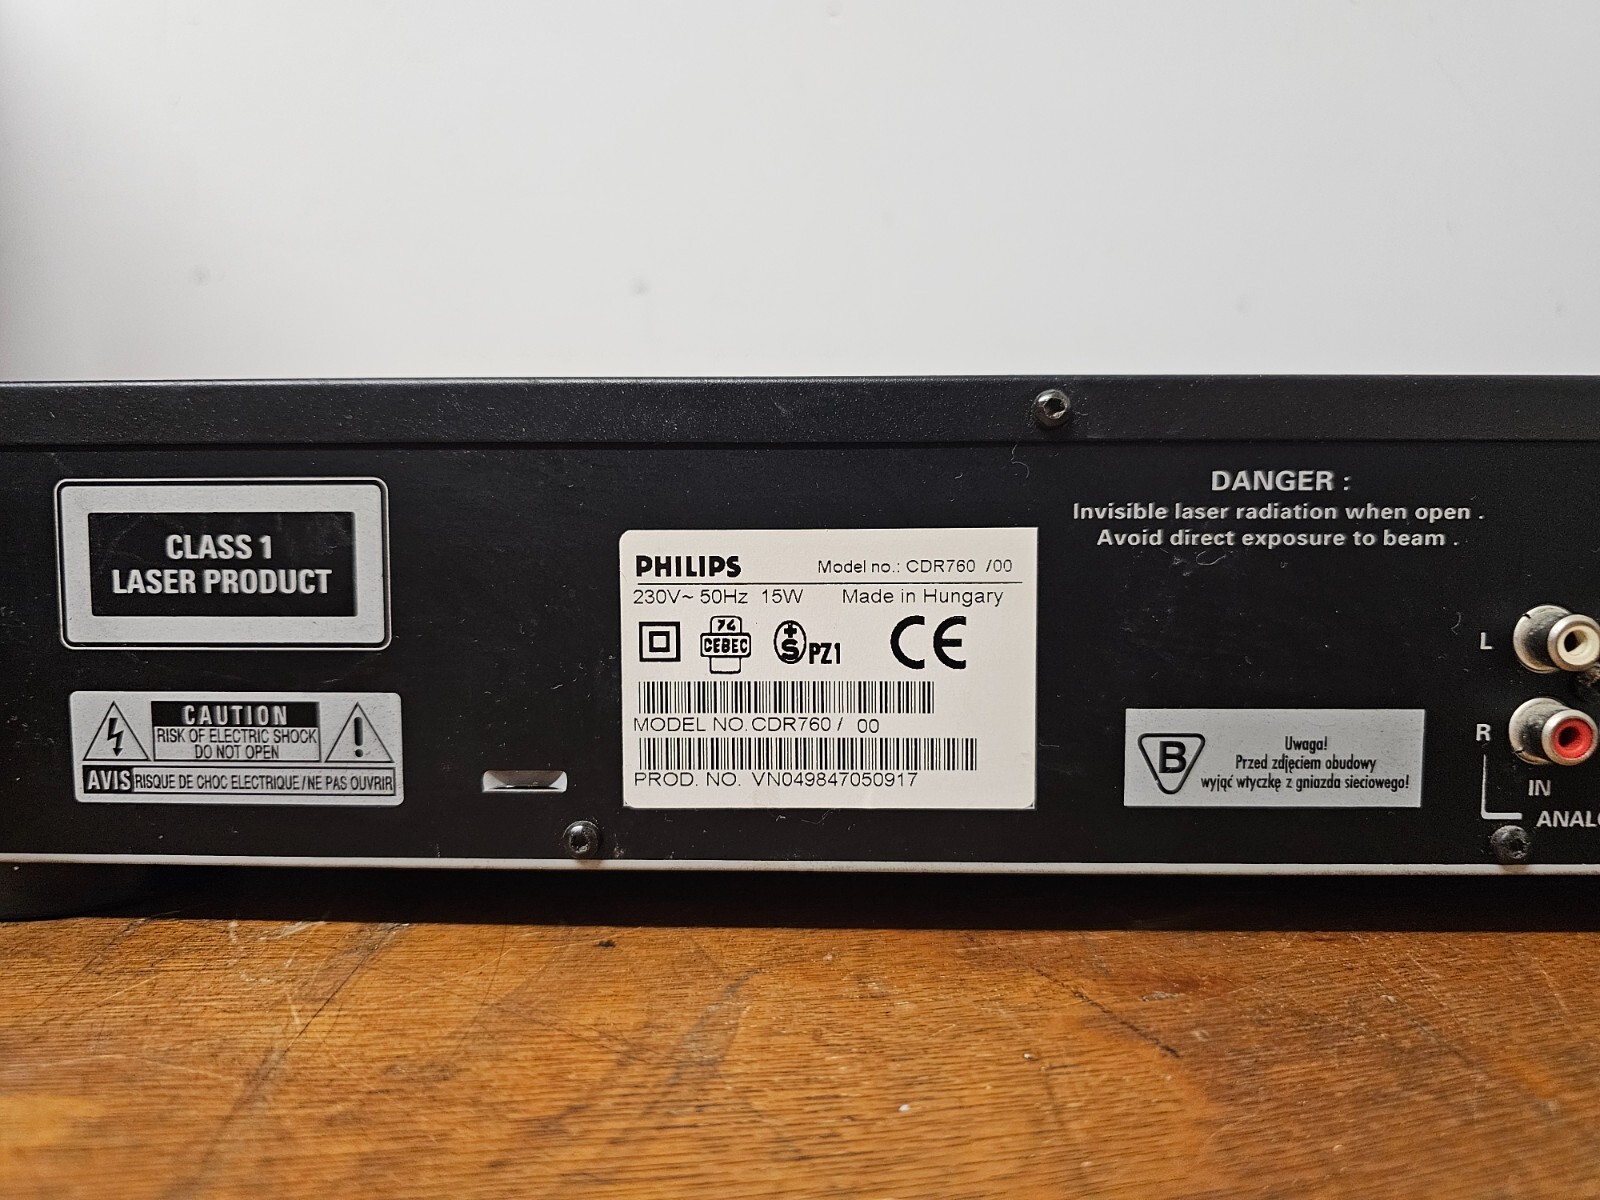 CLASS 1
LASER PRODUCT
CAUTION
RISK OF ELECTRIC SHOCK
DO NOT OPEN
AVIS RISQUE DE CHOC ELECTRIQUE/NE PAS OUVRIR
PHILIPS Model no.: CDR760 /00
230V~ 50Hz 15W Made in Hungary
74
CEBEC
+
S PZ1
CE
MODEL NO.CDR760/ 00
PROD. NO. VN049847050917
DANGER :
Invisible laser radiation when open .
Avoid direct exposure to beam .
B
Uwaga!
Przed zdjęciem obudowy
wyjąć wtyczkę z gniazda sieciowego!
L
R
IN